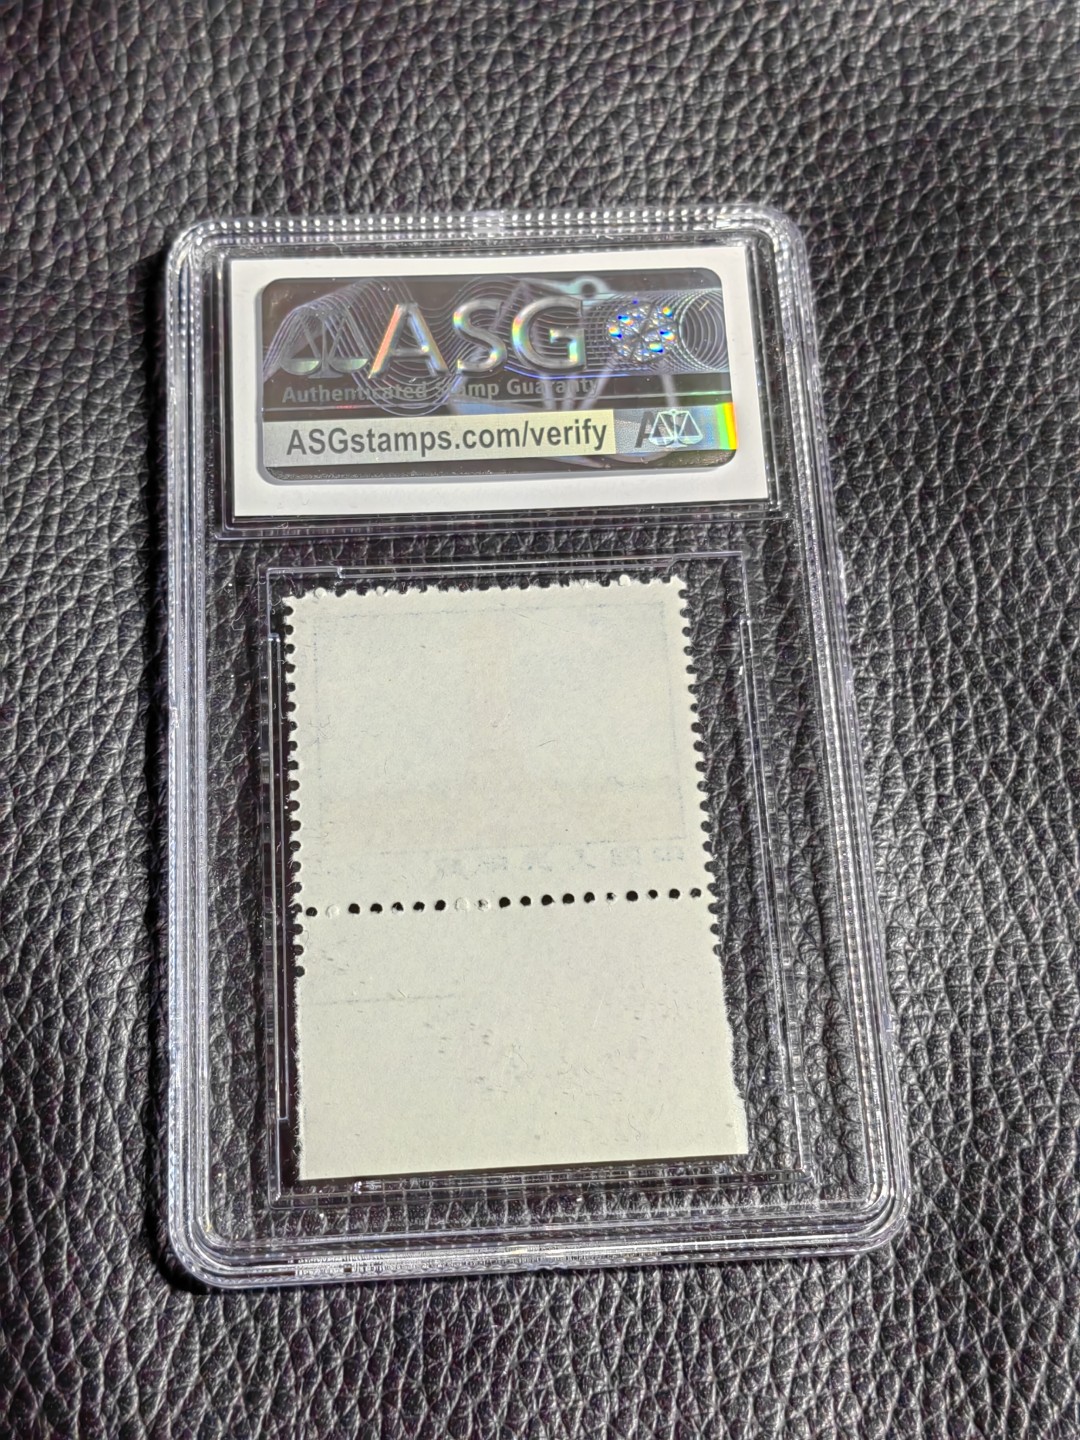 ASG
Authenticated Stamp Guaranty
ASGstamps.com/verify